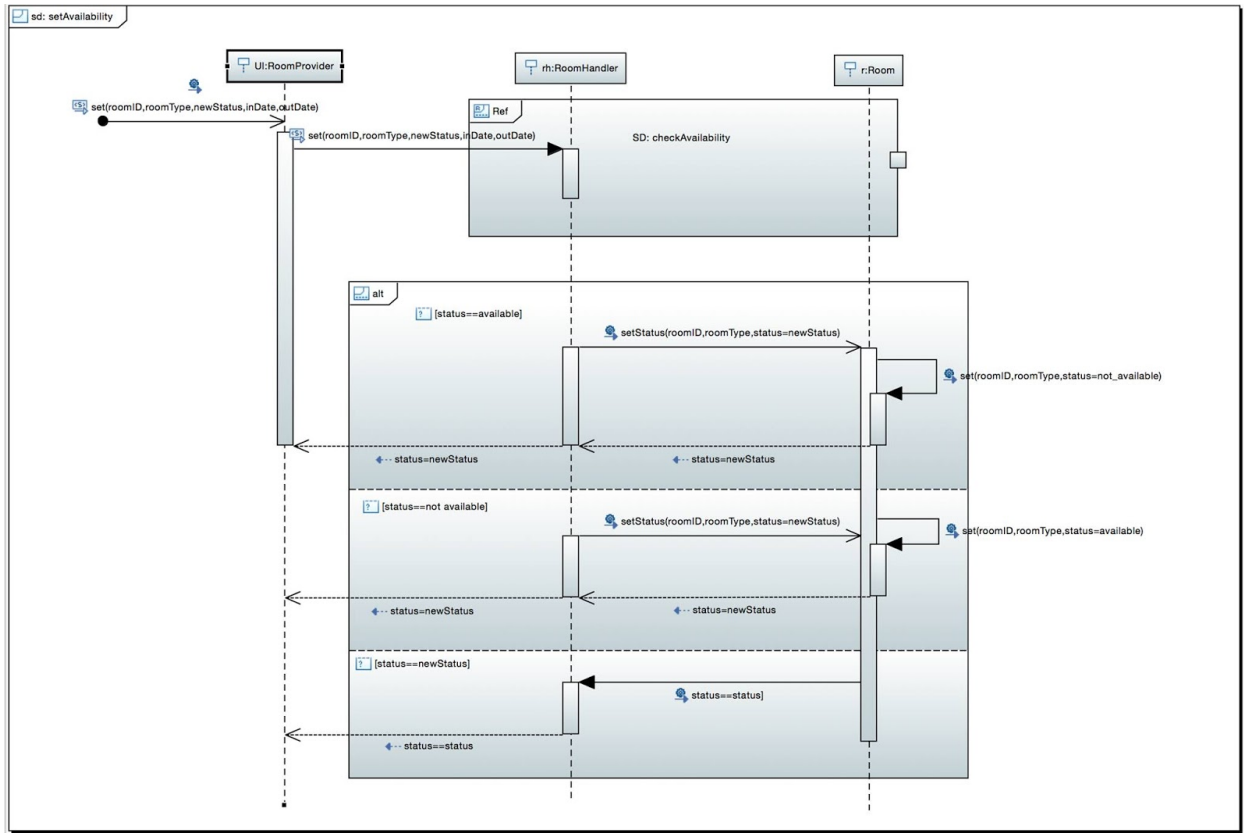 sd: setAvailability
UI:RoomProvider
rh:RoomHandler
r:Room
set(roomID,roomType,newStatus,inDate,outDate)
Ref
set(roomID,roomType,newStatus,inDate,outDate)
SD: checkAvailability
alt
[status==available]
setStatus(roomID,roomType,status=newStatus)
set(roomID,roomType,status=not_available)
status=newStatus
status=newStatus
[status==not available]
setStatus(roomID,roomType,status=newStatus)
set(roomID,roomType,status=available)
status=newStatus
status=newStatus
[status==newStatus]
status==status]
status==status